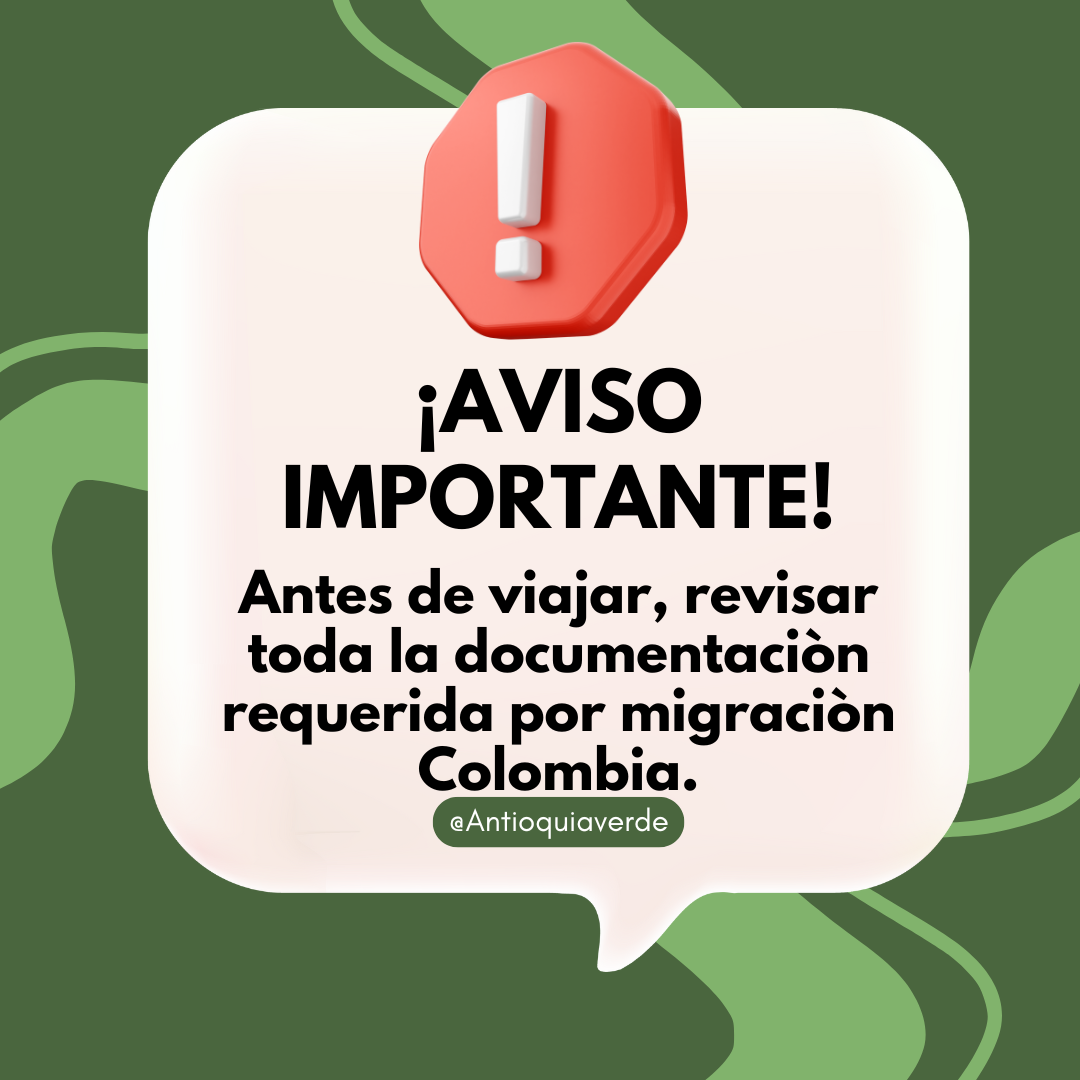 ¡AVISO
IMPORTANTE!
Antes de viajar, revisar
toda la documentaciòn
requerida por migraciòn
Colombia.
@Antioquiaverde